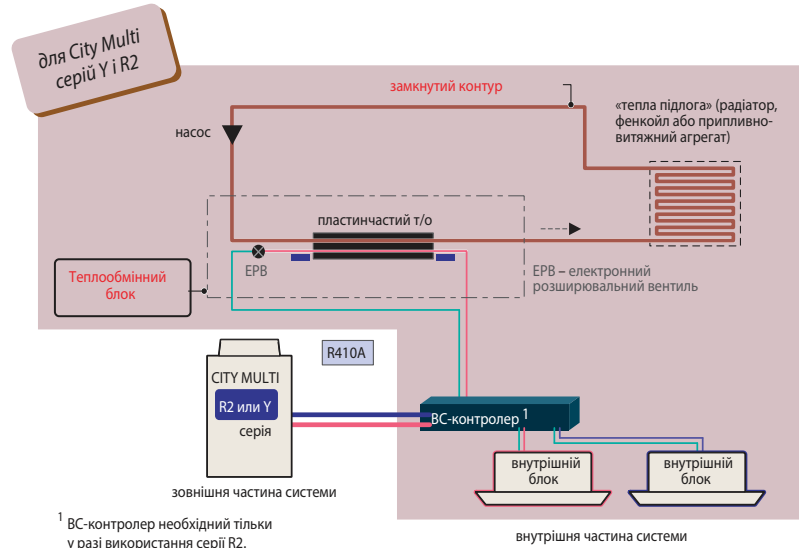 для City Multi
серій Y і R2
замкнутий контур
«тепла підлога» (радіатор,
фенкойл або припливно-
витяжний агрегат)
насос
пластинчастий т/о
ЕРВ
ЕРВ – електронний
розширювальний вентиль
Теплообмінний
блок
R410A
CITY MULTI
R2 или Y
серія
ВС-контролер 1
внутрішній
блок
внутрішній
блок
зовнішня частина системи
внутрішня частина системи
1 ВС-контролер необхідний тільки
у разі використання серії R2.